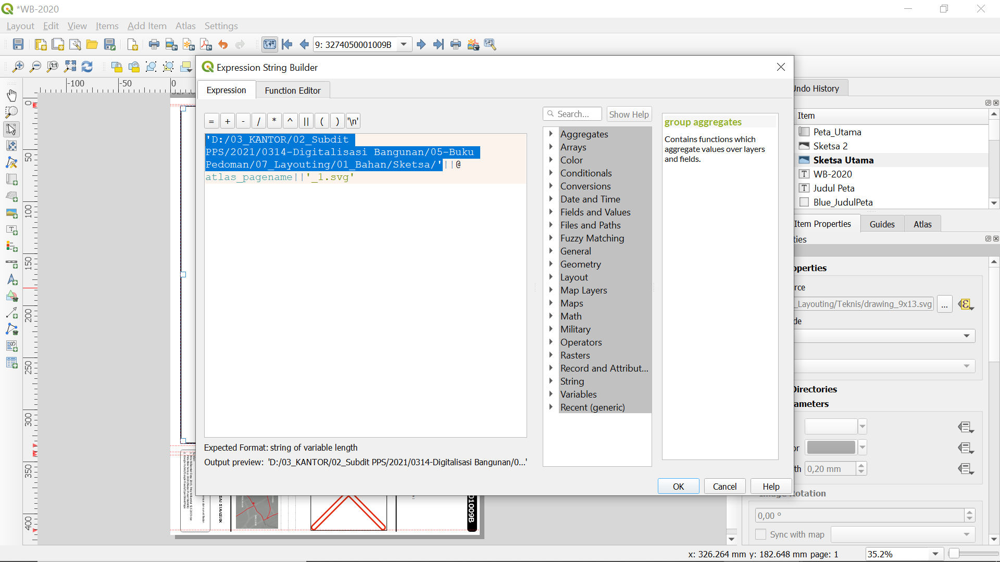 *WB-2020
Layout Edit View Items Add Item Atlas Settings
9: 3274050001009B
Expression String Builder
Expression Function Editor
= + - / * ^ || ( ) '\n'
'D:/03_KANTOR/02_Subdit
PPS/2021/0314-Digitalisasi Bangunan/05-Buku
Pedoman/07_Layouting/01_Bahan/Sketsa/'||@
atlas_pagename||'_1.svg'
Expected Format: string of variable length
Output preview: 'D:/03_KANTOR/02_Subdit PPS/2021/0314-Digitalisasi Bangunan/0...'
Search... Show Help
Aggregates
Arrays
Color
Conditionals
Conversions
Date and Time
Fields and Values
Files and Paths
Fuzzy Matching
General
Geometry
Layout
Map Layers
Maps
Math
Military
Operators
Rasters
Record and Attribut...
String
Variables
Recent (generic)
group aggregates
Contains functions which
aggregate values over layers
and fields.
OK Cancel Help
-100 -50 0
0
50
100
150
200
250
300
350
400
Undo History
Item
Peta_Utama
Sketsa 2
Sketsa Utama
WB-2020
Judul Peta
Blue_JudulPeta
Item Properties Guides Atlas
ties
operties
rce
_Layouting/Teknis/drawing_9x13.svg ...
de
Directories
ameters
or
th 0,20 mm
Rotation
0,00 °
Sync with map
01009B
x: 326.264 mm y: 182.648 mm page: 1 35.2%